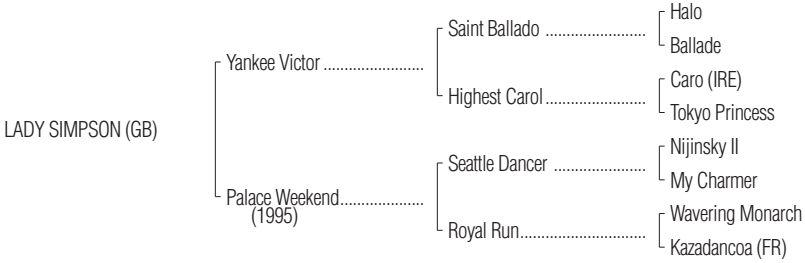 Halo
Saint Ballado ........................
Ballade
Yankee Victor ........................
Caro (IRE)
Highest Carol ........................
Tokyo Princess
LADY SIMPSON (GB)
Nijinsky II
Seattle Dancer ......................
My Charmer
Palace Weekend....................
(1995)
Wavering Monarch
Royal Run..............................
Kazadancoa (FR)